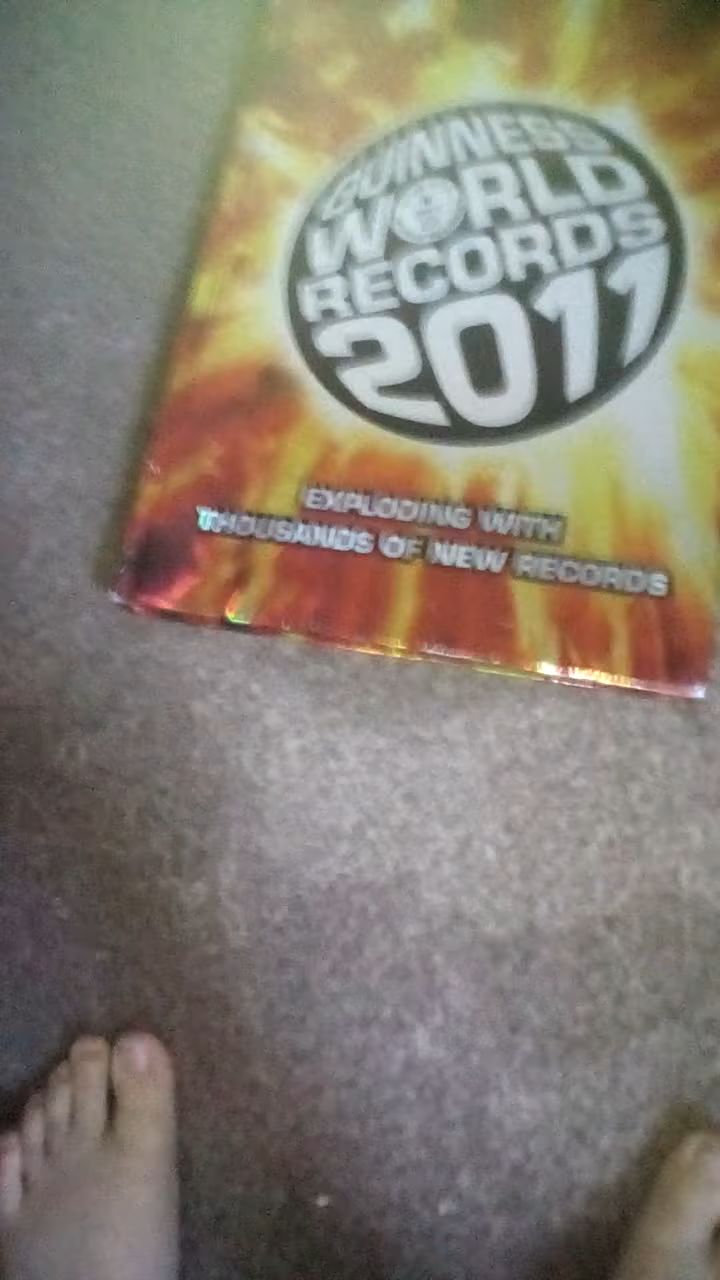 GUINNESS
WORLD
RECORDS
2011
EXPLODING WITH
THOUSANDS OF NEW RECORDS